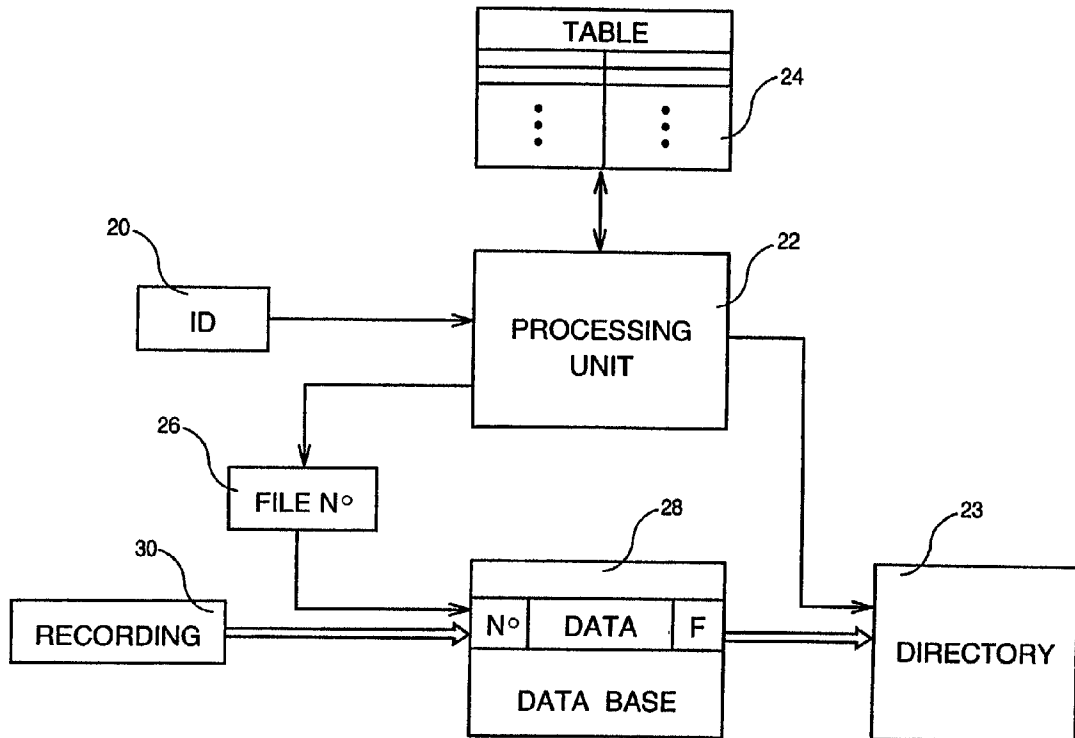 TABLE
24
20
22
ID
PROCESSING
UNIT
26
FILE N°
28
23
30
RECORDING
N° DATA F
DIRECTORY
DATA BASE